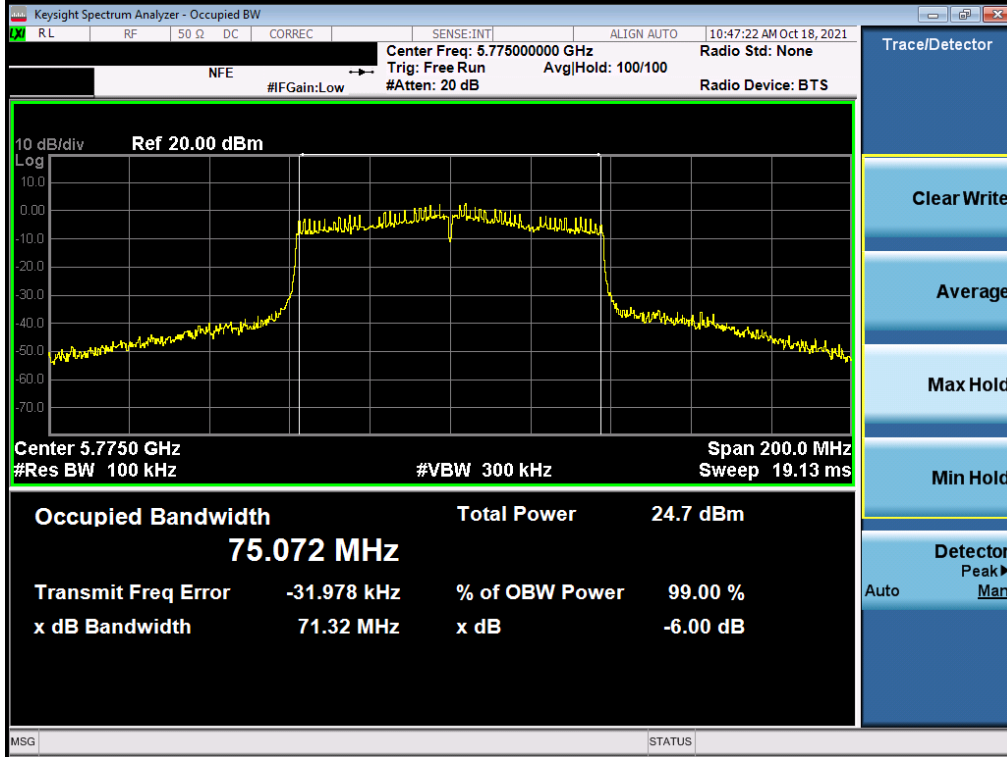 Keysight Spectrum Analyzer - Occupied BW
LXI RL RF 50 Ω DC CORREC SENSE:INT ALIGN AUTO 10:47:22 AM Oct 18, 2021
Center Freq: 5.775000000 GHz Radio Std: None
NFE Trig: Free Run Avg|Hold: 100/100
#IFGain:Low #Atten: 20 dB Radio Device: BTS
Trace/Detector
10 dB/div Ref 20.00 dBm
Log
10.0
0.00
-10.0
-20.0
-30.0
-40.0
-50.0
-60.0
-70.0
Center 5.7750 GHz Span 200.0 MHz
#Res BW 100 kHz #VBW 300 kHz Sweep 19.13 ms
Occupied Bandwidth Total Power 24.7 dBm
75.072 MHz
Transmit Freq Error -31.978 kHz % of OBW Power 99.00 %
x dB Bandwidth 71.32 MHz x dB -6.00 dB
Clear Write
Average
Max Hold
Min Hold
Detector
Peak
Auto Man
MSG STATUS